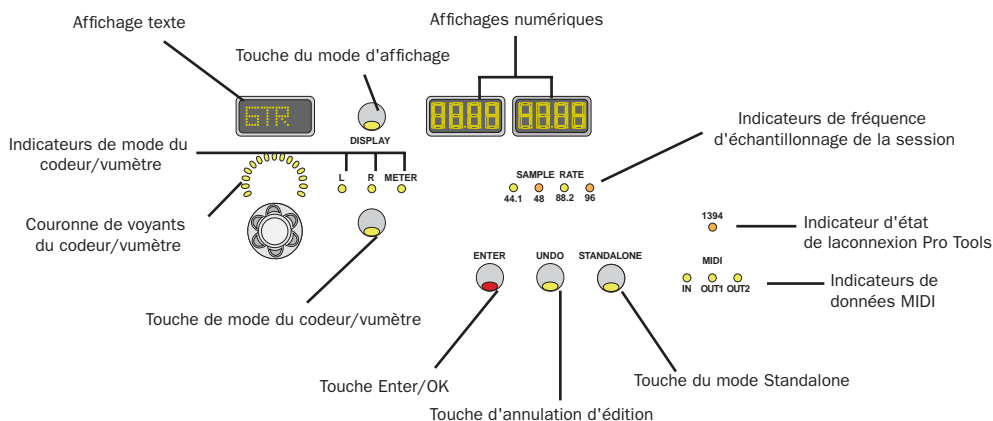 Affichage texte
Affichages numériques
Touche du mode d'affichage
STR
DISPLAY
Indicateurs de mode du
codeur/vumètre
L R METER
Couronne de voyants
du codeur/vumètre
SAMPLE RATE
44.1 48 88.2 96
Indicateurs de fréquence
d'échantillonnage de la session
1394
Indicateur d'état
de laconnexion Pro Tools
MIDI
IN OUT1 OUT2
Indicateurs de
données MIDI
ENTER UNDO STANDALONE
Touche de mode du codeur/vumètre
Touche Enter/OK
Touche du mode Standalone
Touche d'annulation d'édition